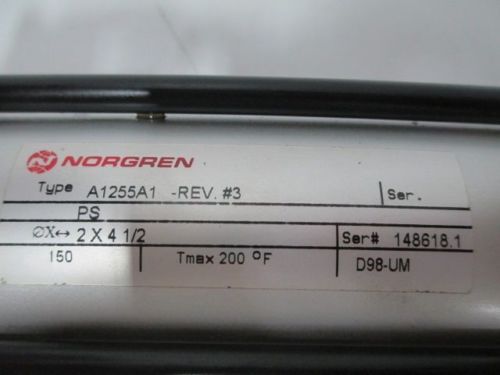 NORGREN
Type A1255A1 -REV. #3 Ser.
PS
∅X↔ 2 X 4 1/2 Ser# 148618.1
150 Tmax 200 °F D98-UM